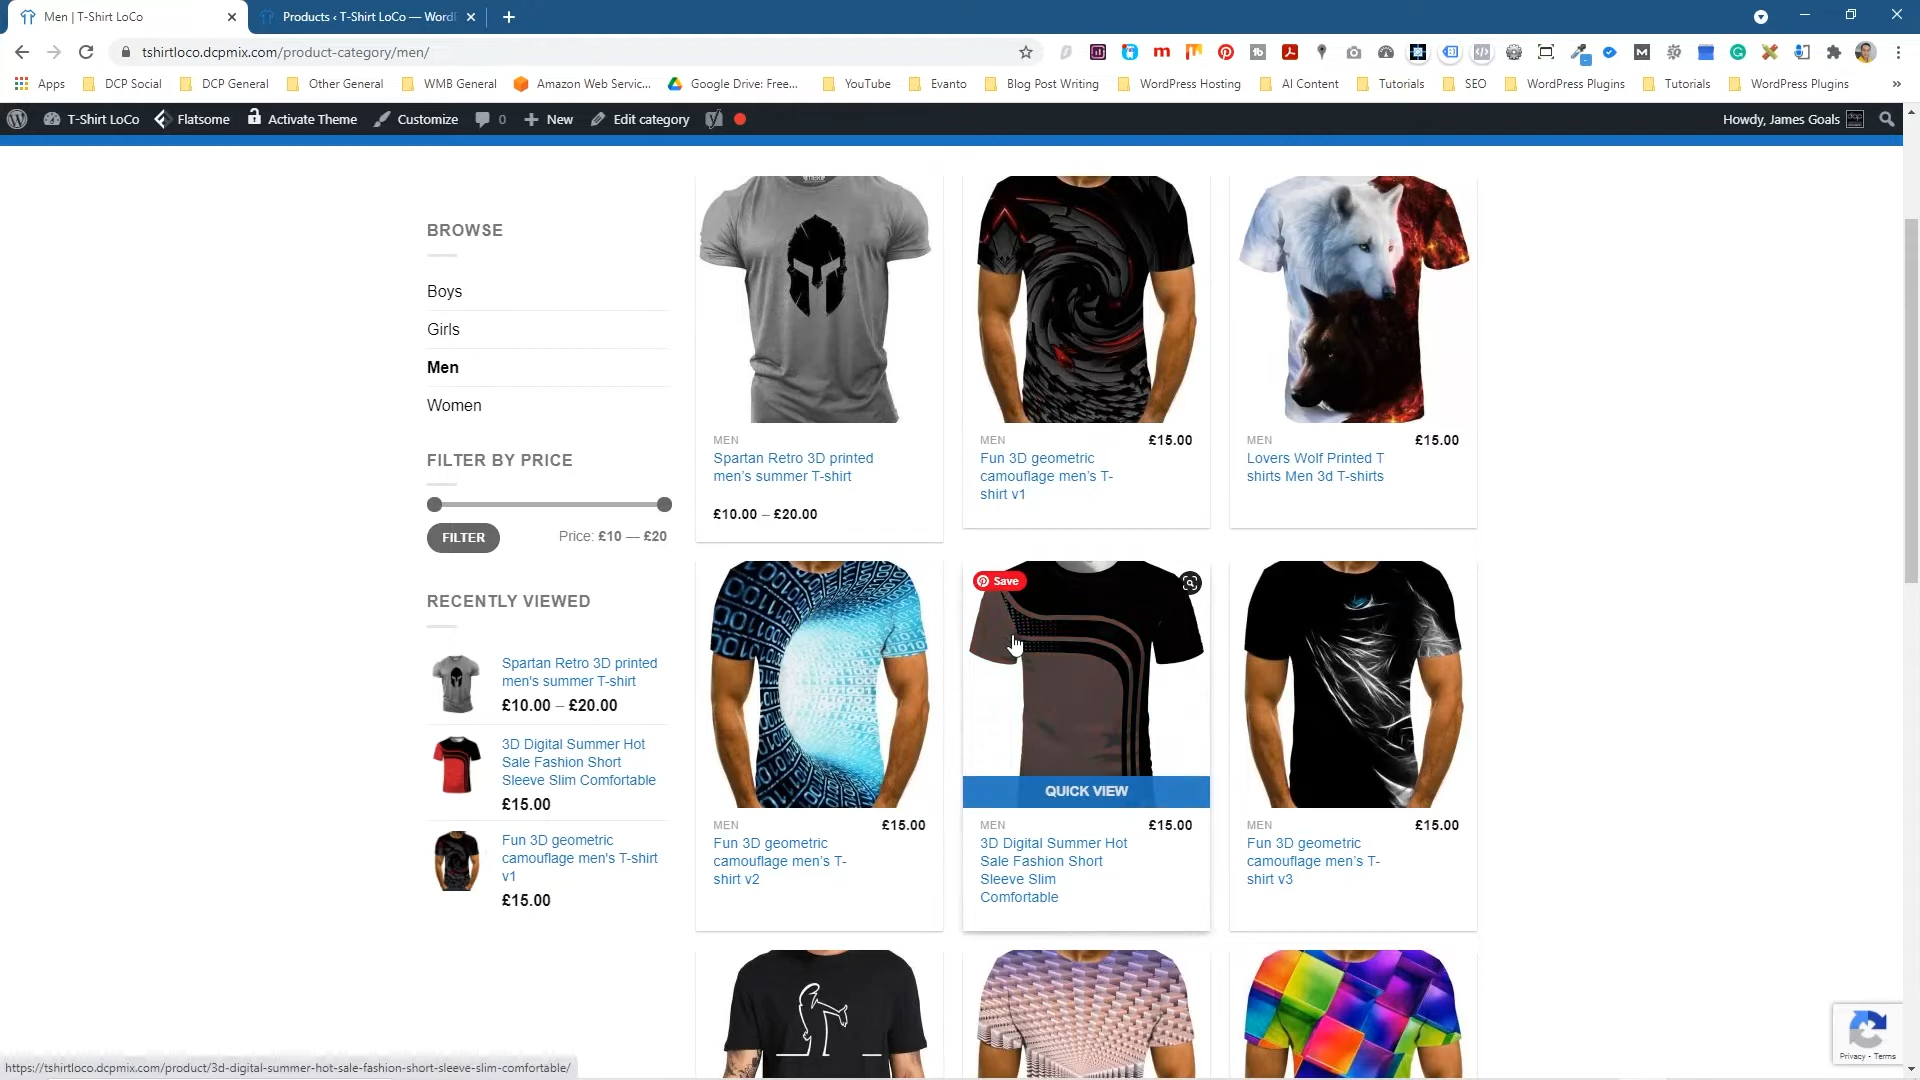 Men | T-Shirt LoCo
Products ‹ T-Shirt LoCo — WordP
tshirtloco.dcpmix.com/product-category/men/
Apps
DCP Social
DCP General
Other General
WMB General
Amazon Web Servic...
Google Drive: Free...
YouTube
Evanto
Blog Post Writing
WordPress Hosting
AI Content
Tutorials
SEO
WordPress Plugins
Tutorials
WordPress Plugins
»
T-Shirt LoCo
Flatsome
Activate Theme
Customize
0
New
Edit category
Howdy, James Goals
BROWSE
Boys
Girls
Men
Women
FILTER BY PRICE
FILTER
Price: £10 — £20
RECENTLY VIEWED
Spartan Retro 3D printed
men's summer T-shirt
£10.00 – £20.00
3D Digital Summer Hot
Sale Fashion Short
Sleeve Slim Comfortable
£15.00
Fun 3D geometric
camouflage men's T-shirt
v1
£15.00
MEN
Spartan Retro 3D printed
men's summer T-shirt
£10.00 – £20.00
MEN
£15.00
Fun 3D geometric
camouflage men's T-
shirt v1
MEN
£15.00
Lovers Wolf Printed T
shirts Men 3d T-shirts
MEN
£15.00
Fun 3D geometric
camouflage men's T-
shirt v2
Save
QUICK VIEW
MEN
£15.00
3D Digital Summer Hot
Sale Fashion Short
Sleeve Slim
Comfortable
MEN
£15.00
Fun 3D geometric
camouflage men's T-
shirt v3
Privacy - Terms
https://tshirtloco.dcpmix.com/product/3d-digital-summer-hot-sale-fashion-short-sleeve-slim-comfortable/